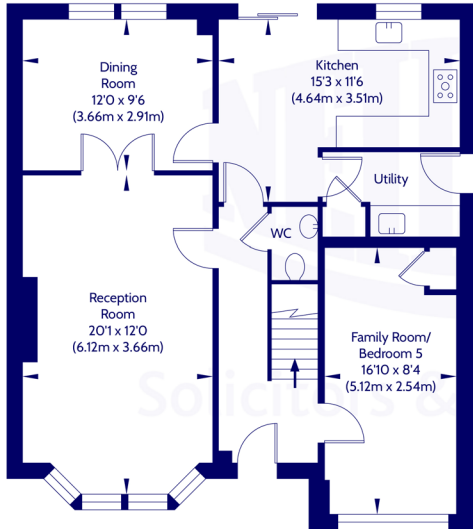 Dining
Room
12'0 x 9'6
(3.66m x 2.91m)
Kitchen
15'3 x 11'6
(4.64m x 3.51m)
Utility
WC
Reception
Room
20'1 x 12'0
(6.12m x 3.66m)
Family Room/
Bedroom 5
16'10 x 8'4
(5.12m x 2.54m)
Solicitors &